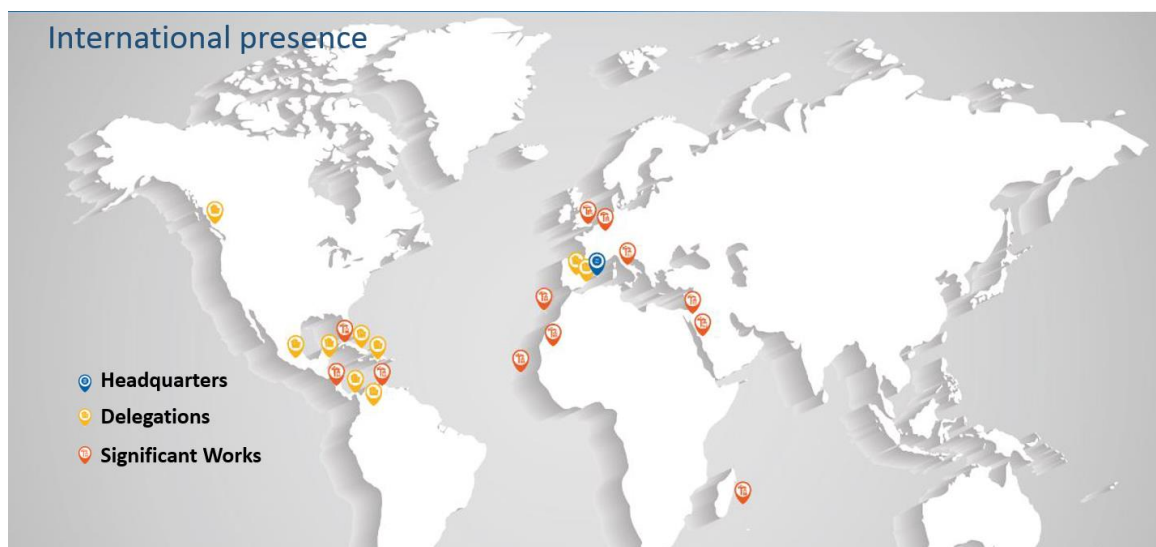 International presence
Headquarters
Delegations
Significant Works